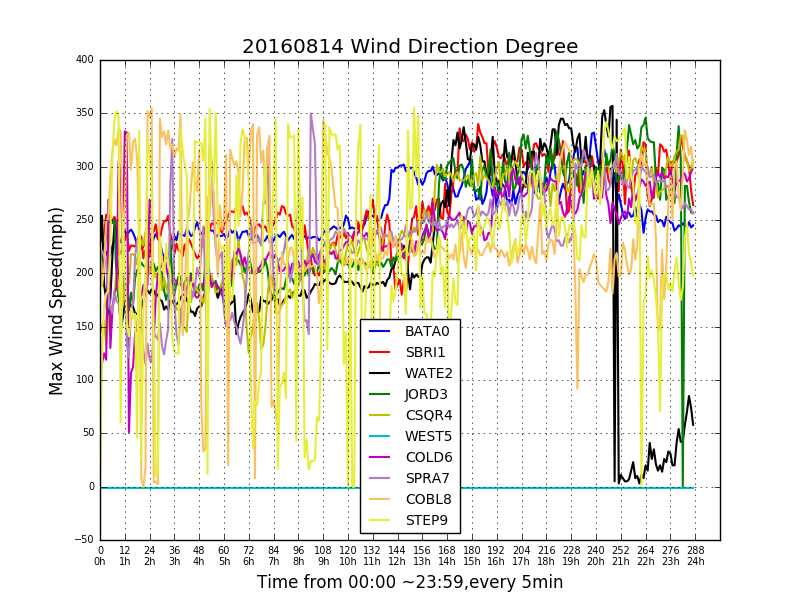 20160814 Wind Direction Degree
Max Wind Speed(mph)
400
350
300
250
200
150
100
50
0
−50
BATA0
SBRI1
WATE2
JORD3
CSQR4
WEST5
COLD6
SPRA7
COBL8
STEP9
0 12 24 36 48 60 72 84 96 108 120 132 144 156 168 180 192 204 216 228 240 252 264 276 288
0h 1h 2h 3h 4h 5h 6h 7h 8h 9h 10h 11h 12h 13h 14h 15h 16h 17h 18h 19h 20h 21h 22h 23h 24h
Time from 00:00 ~23:59,every 5min